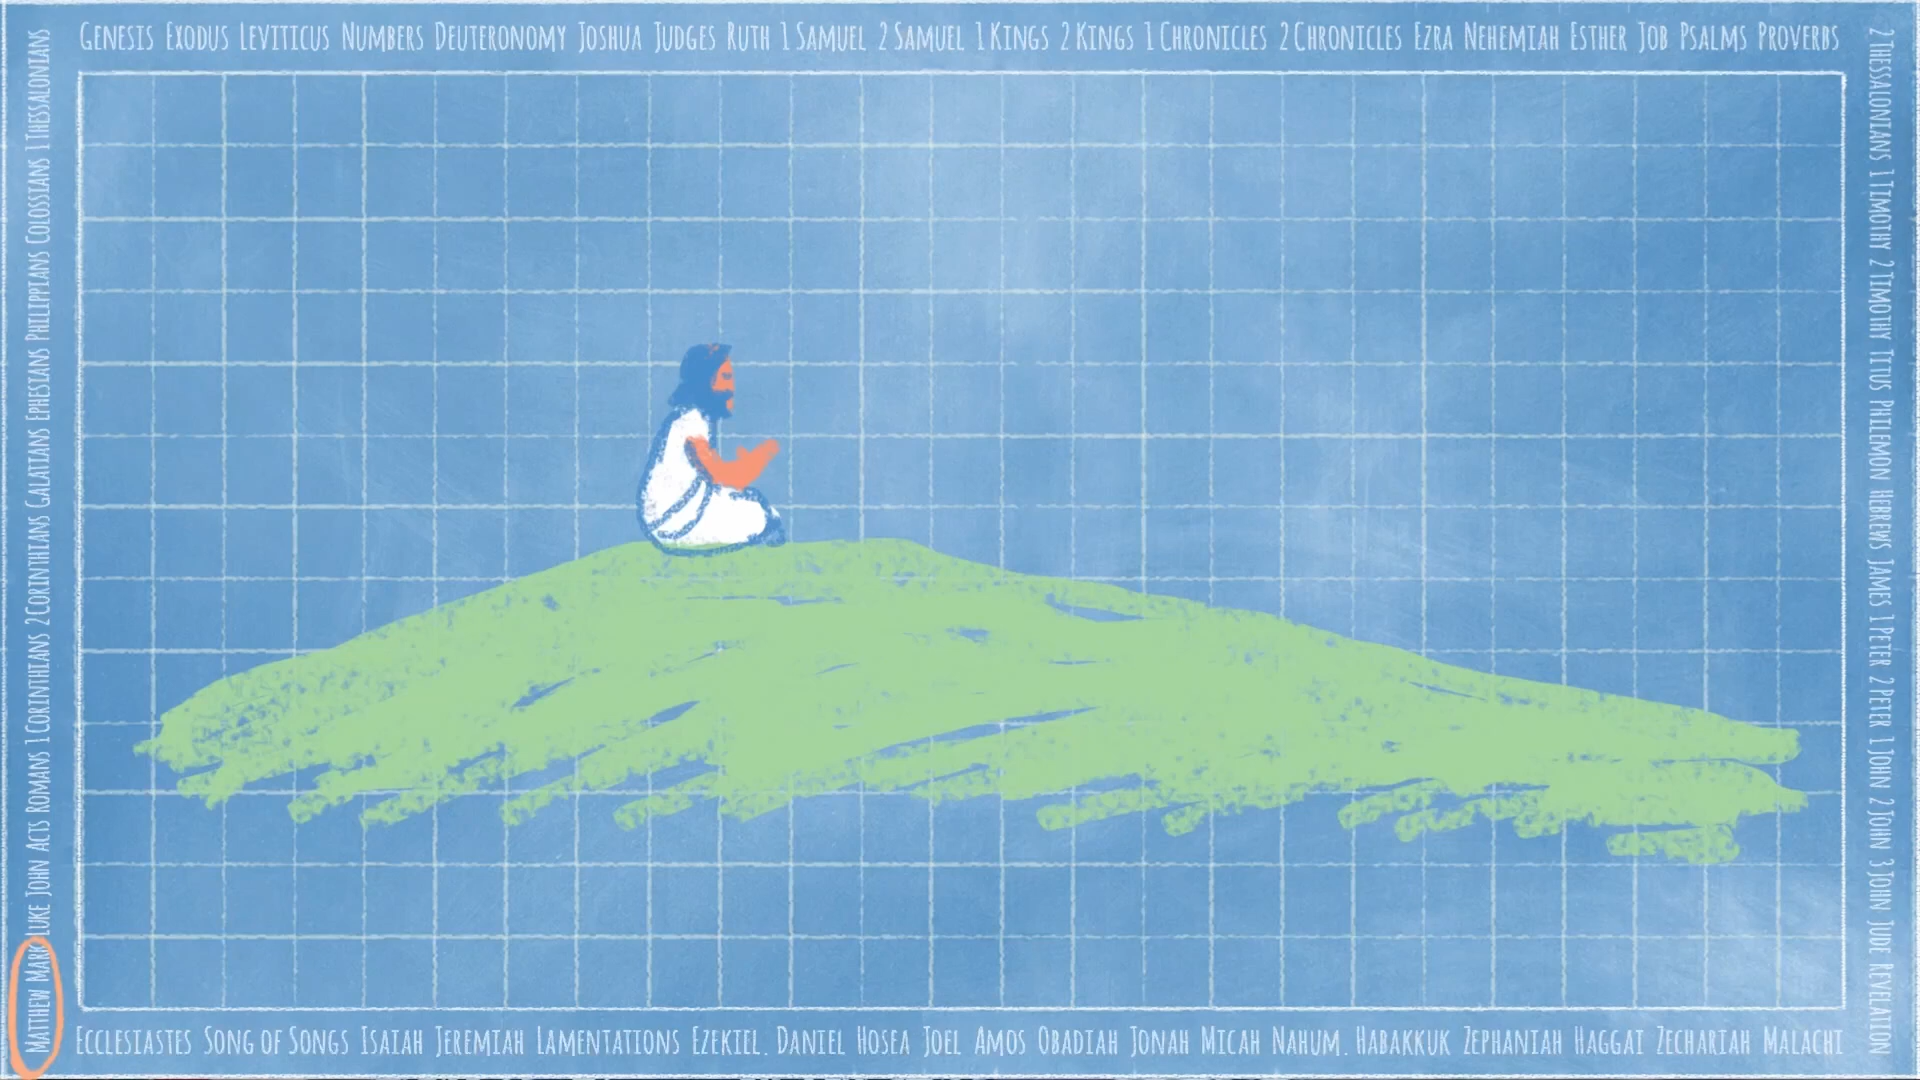 GENESIS EXODUS LEVITICUS NUMBERS DEUTERONOMY JOSHUA JUDGES RUTH 1 SAMUEL 2 SAMUEL 1 KINGS 2 KINGS 1 CHRONICLES 2 CHRONICLES EZRA NEHEMIAH ESTHER JOB PSALMS PROVERBS
ECCLESIASTES SONG OF SONGS ISAIAH JEREMIAH LAMENTATIONS EZEKIEL. DANIEL HOSEA JOEL AMOS OBADIAH JONAH MICAH NAHUM. HABAKKUK ZEPHANIAH HAGGAI ZECHARIAH MALACHI
MATTHEW MARK LUKE JOHN ACTS ROMANS 1 CORINTHIANS 2 CORINTHIANS GALATIANS EPHESIANS PHILIPPIANS COLOSSIANS 1 THESSALONIANS
2 THESSALONIANS 1 TIMOTHY 2 TIMOTHY TITUS PHILEMON HEBREWS JAMES 1 PETER 2 PETER 1 JOHN 2 JOHN 3 JOHN JUDE REVELATION